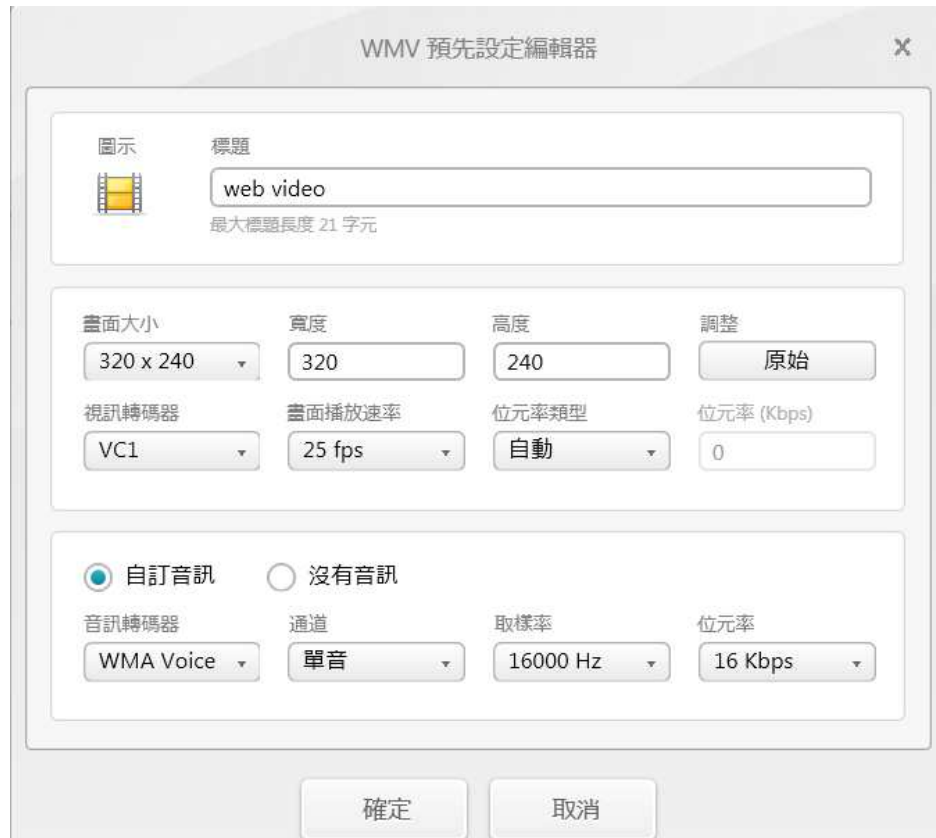 WMV 預先設定編輯器
圖示 標題
web video
最大標題長度 21 字元
畫面大小 寬度 高度 調整
320 x 240 320 240 原始
視訊轉碼器 畫面播放速率 位元率類型 位元率 (Kbps)
VC1 25 fps 自動 0
自訂音訊 沒有音訊
音訊轉碼器 通道 取樣率 位元率
WMA Voice 單音 16000 Hz 16 Kbps
確定 取消